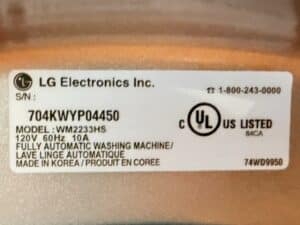 LG LG Electronics Inc.
☎ 1-800-243-0000
S/N :
704KWYP04450
MODEL: WM2233HS
120V 60Hz 10A
FULLY AUTOMATIC WASHING MACHINE/
LAVE LINGE AUTOMATIQUE
MADE IN KOREA / PRODUIT EN COREE
C UL ® US LISTED
84CA
74WD9950